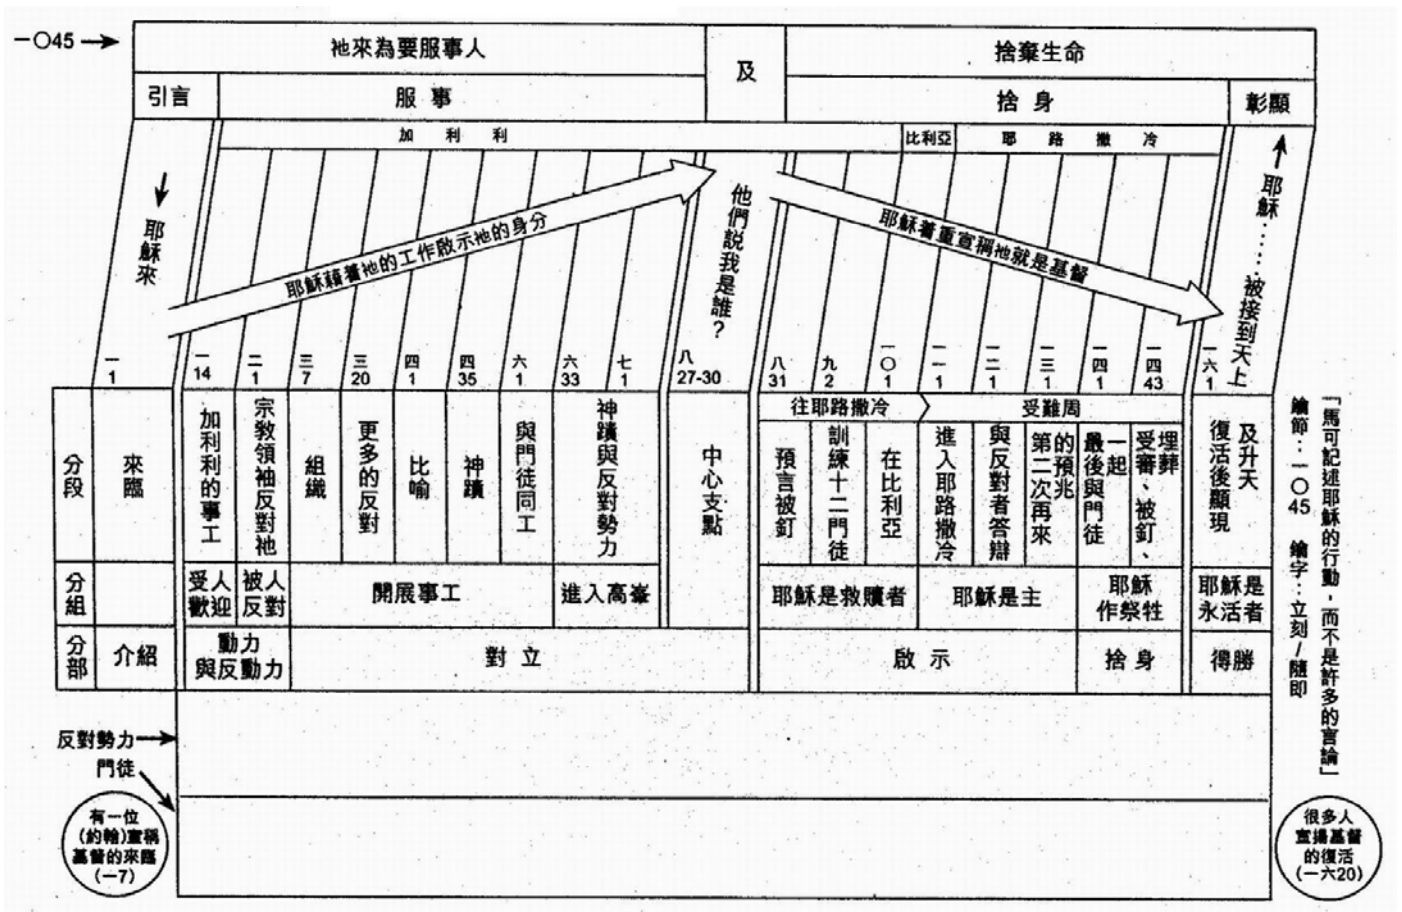 一〇45
祂來為要服事人
及
捨棄生命
引言
服事
捨身
彰顯
加利利
比利亞
耶路撒冷
耶穌來
耶穌藉着祂的工作啟示祂的身分
他們說我是誰？
耶穌着重宣稱祂就是基督
耶穌....被接到天上
一1
一14
二1
三7
三20
四1
四35
六1
六33
七1
八27-30
八31
九2
一〇1
一一1
一二1
一三1
一四1
一四43
一六1
往耶路撒冷
受難周
分段
來臨
加利利的事工
宗教領袖反對祂
組織
更多的反對
比喻
神蹟
與門徒同工
神蹟與反對勢力
中心支點
預言被釘
訓練十二門徒
在比利亞
進入耶路撒冷
與反對者答辯
第二次再來
的預兆
最後與門徒
一起
受審、被釘、
埋葬
復活後顯現
及升天
分組
受人
歡迎
被人
反對
開展事工
進入高峯
耶穌是救贖者
耶穌是主
耶穌
作祭牲
耶穌是
永活者
分部
介紹
動力
與反動力
對立
啟示
捨身
得勝
反對勢力
門徒
有一位
(約翰)宣稱
基督的來臨
(一7)
很多人
宣揚基督
的復活
(一六20)
「馬可記述耶穌的行動，而不是許多的言論」
鑰節：一〇45 鑰字：立刻/隨即